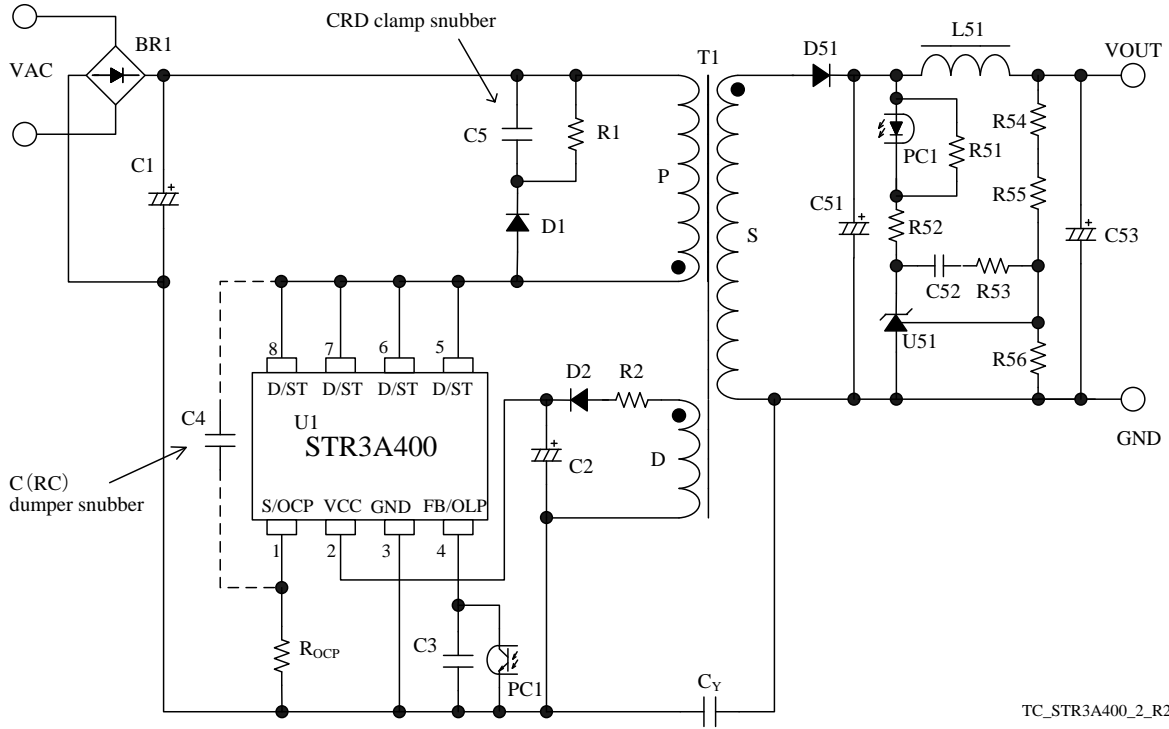 CRD clamp snubber
L51
BR1
D51
VOUT
VAC
T1
C5
R1
R54
PC1
R51
C1
P
R55
D1
C51
R52
S
C53
C52
R53
U51
R56
8
7
6
5
D/ST
D/ST
D/ST
D/ST
D2
R2
C4
U1
STR3A400
GND
C2
D
C(RC)
dumper snubber
S/OCP
VCC
GND
FB/OLP
1
2
3
4
ROCP
C3
PC1
CY
TC_STR3A400_2_R2